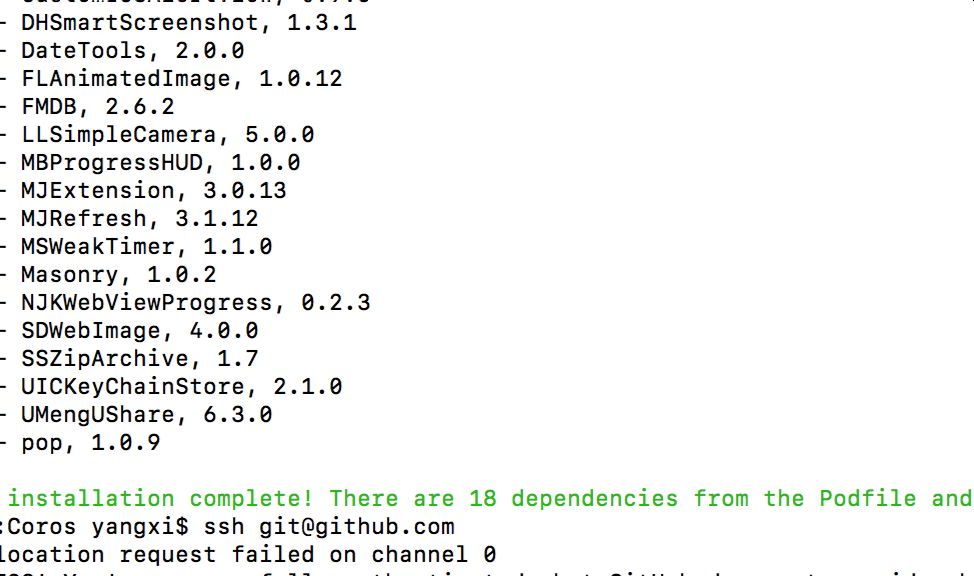 - DHSmartScreenshot, 1.3.1
- DateTools, 2.0.0
- FLAnimatedImage, 1.0.12
- FMDB, 2.6.2
- LLSimpleCamera, 5.0.0
- MBProgressHUD, 1.0.0
- MJExtension, 3.0.13
- MJRefresh, 3.1.12
- MSWeakTimer, 1.1.0
- Masonry, 1.0.2
- NJKWebViewProgress, 0.2.3
- SDWebImage, 4.0.0
- SSZipArchive, 1.7
- UICKeyChainStore, 2.1.0
- UMengUShare, 6.3.0
- pop, 1.0.9
installation complete! There are 18 dependencies from the Podfile and
:Coros yangxi$ ssh git@github.com
location request failed on channel 0